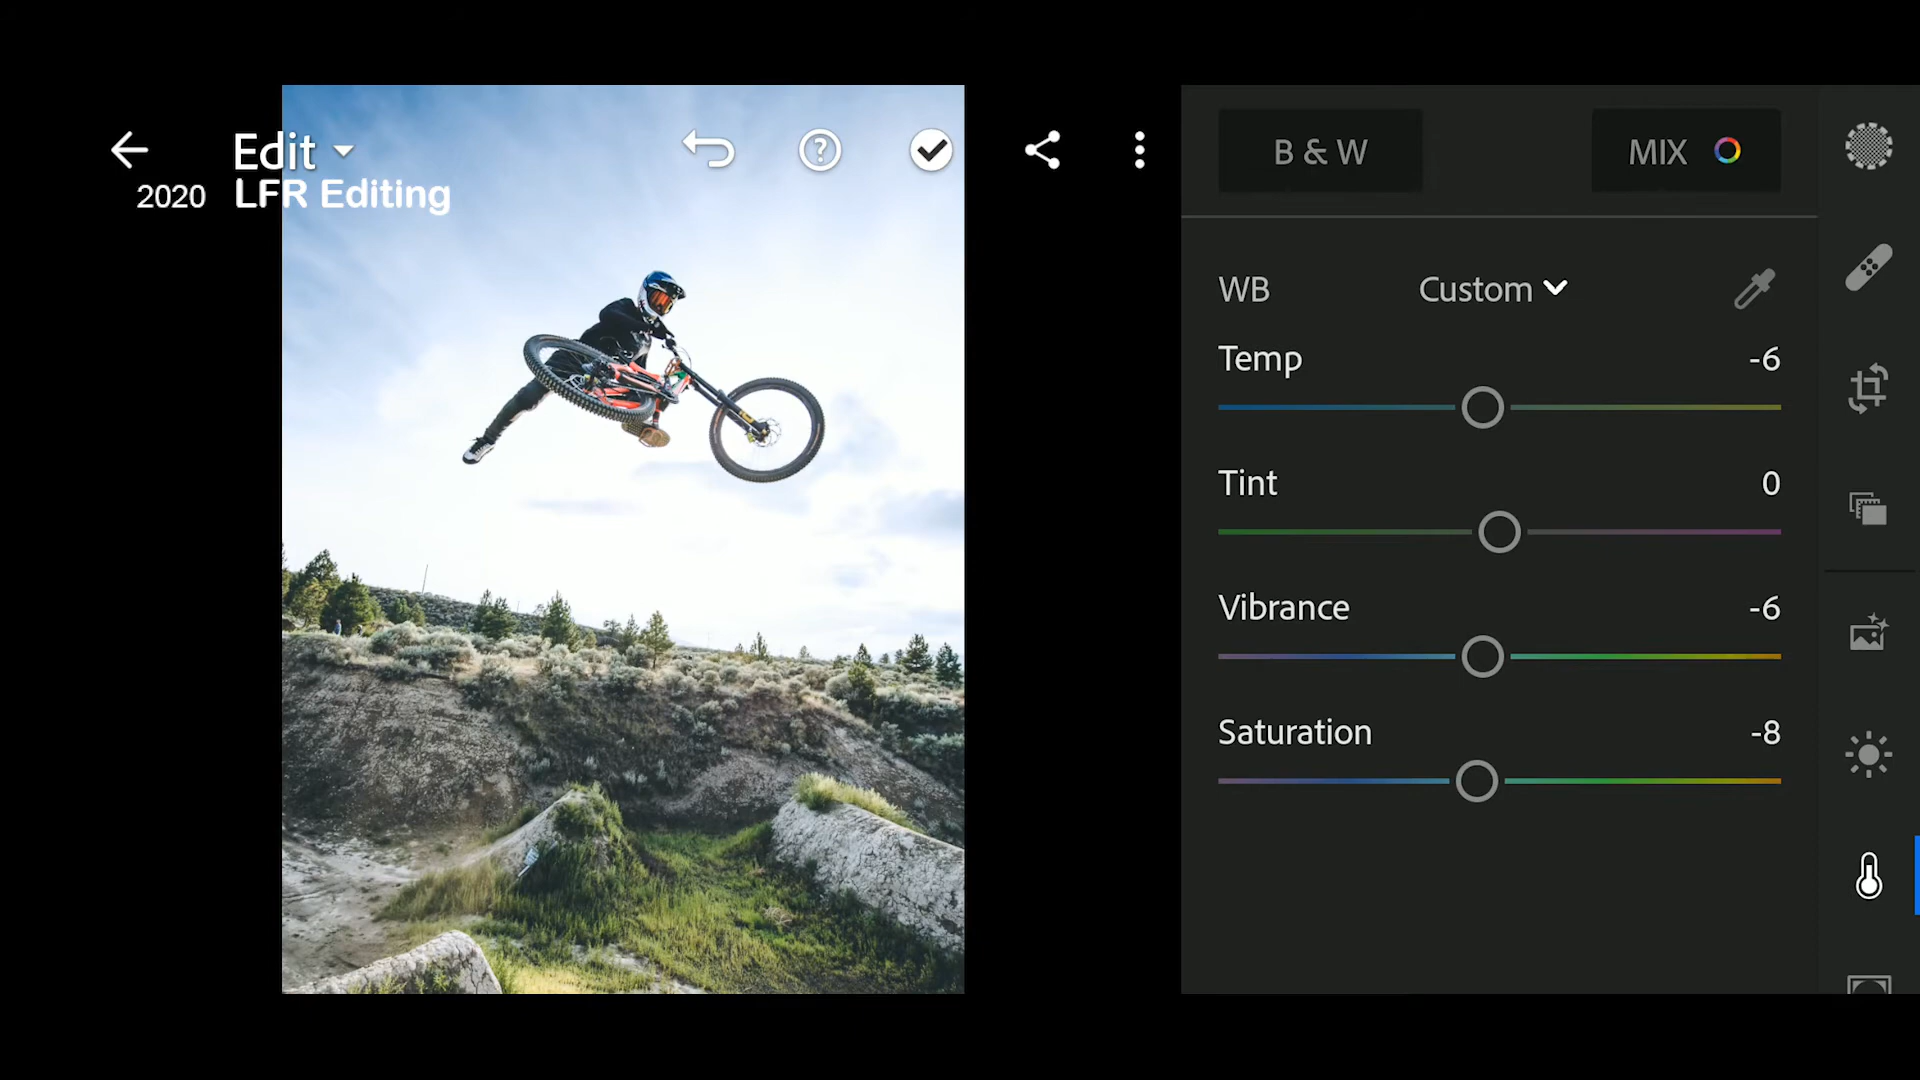 Edit
2020 LFR Editing
?
B & W
MIX
WB Custom
Temp -6
Tint 0
Vibrance -6
Saturation -8